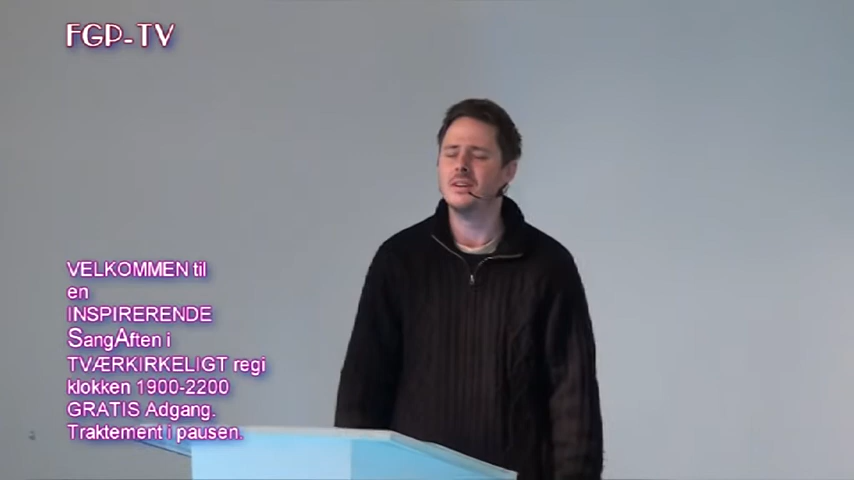 FGP-TV
VELKOMMEN til
en
INSPIRERENDE
SangAften i
TVÆRKIRKELIGT regi
klokken 1900-2200
GRATIS Adgang.
Traktement i pausen.